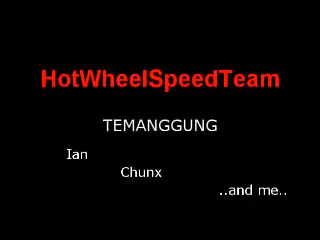 HotWheelSpeedTeam
TEMANGGUNG
Ian
Chunx
..and me..